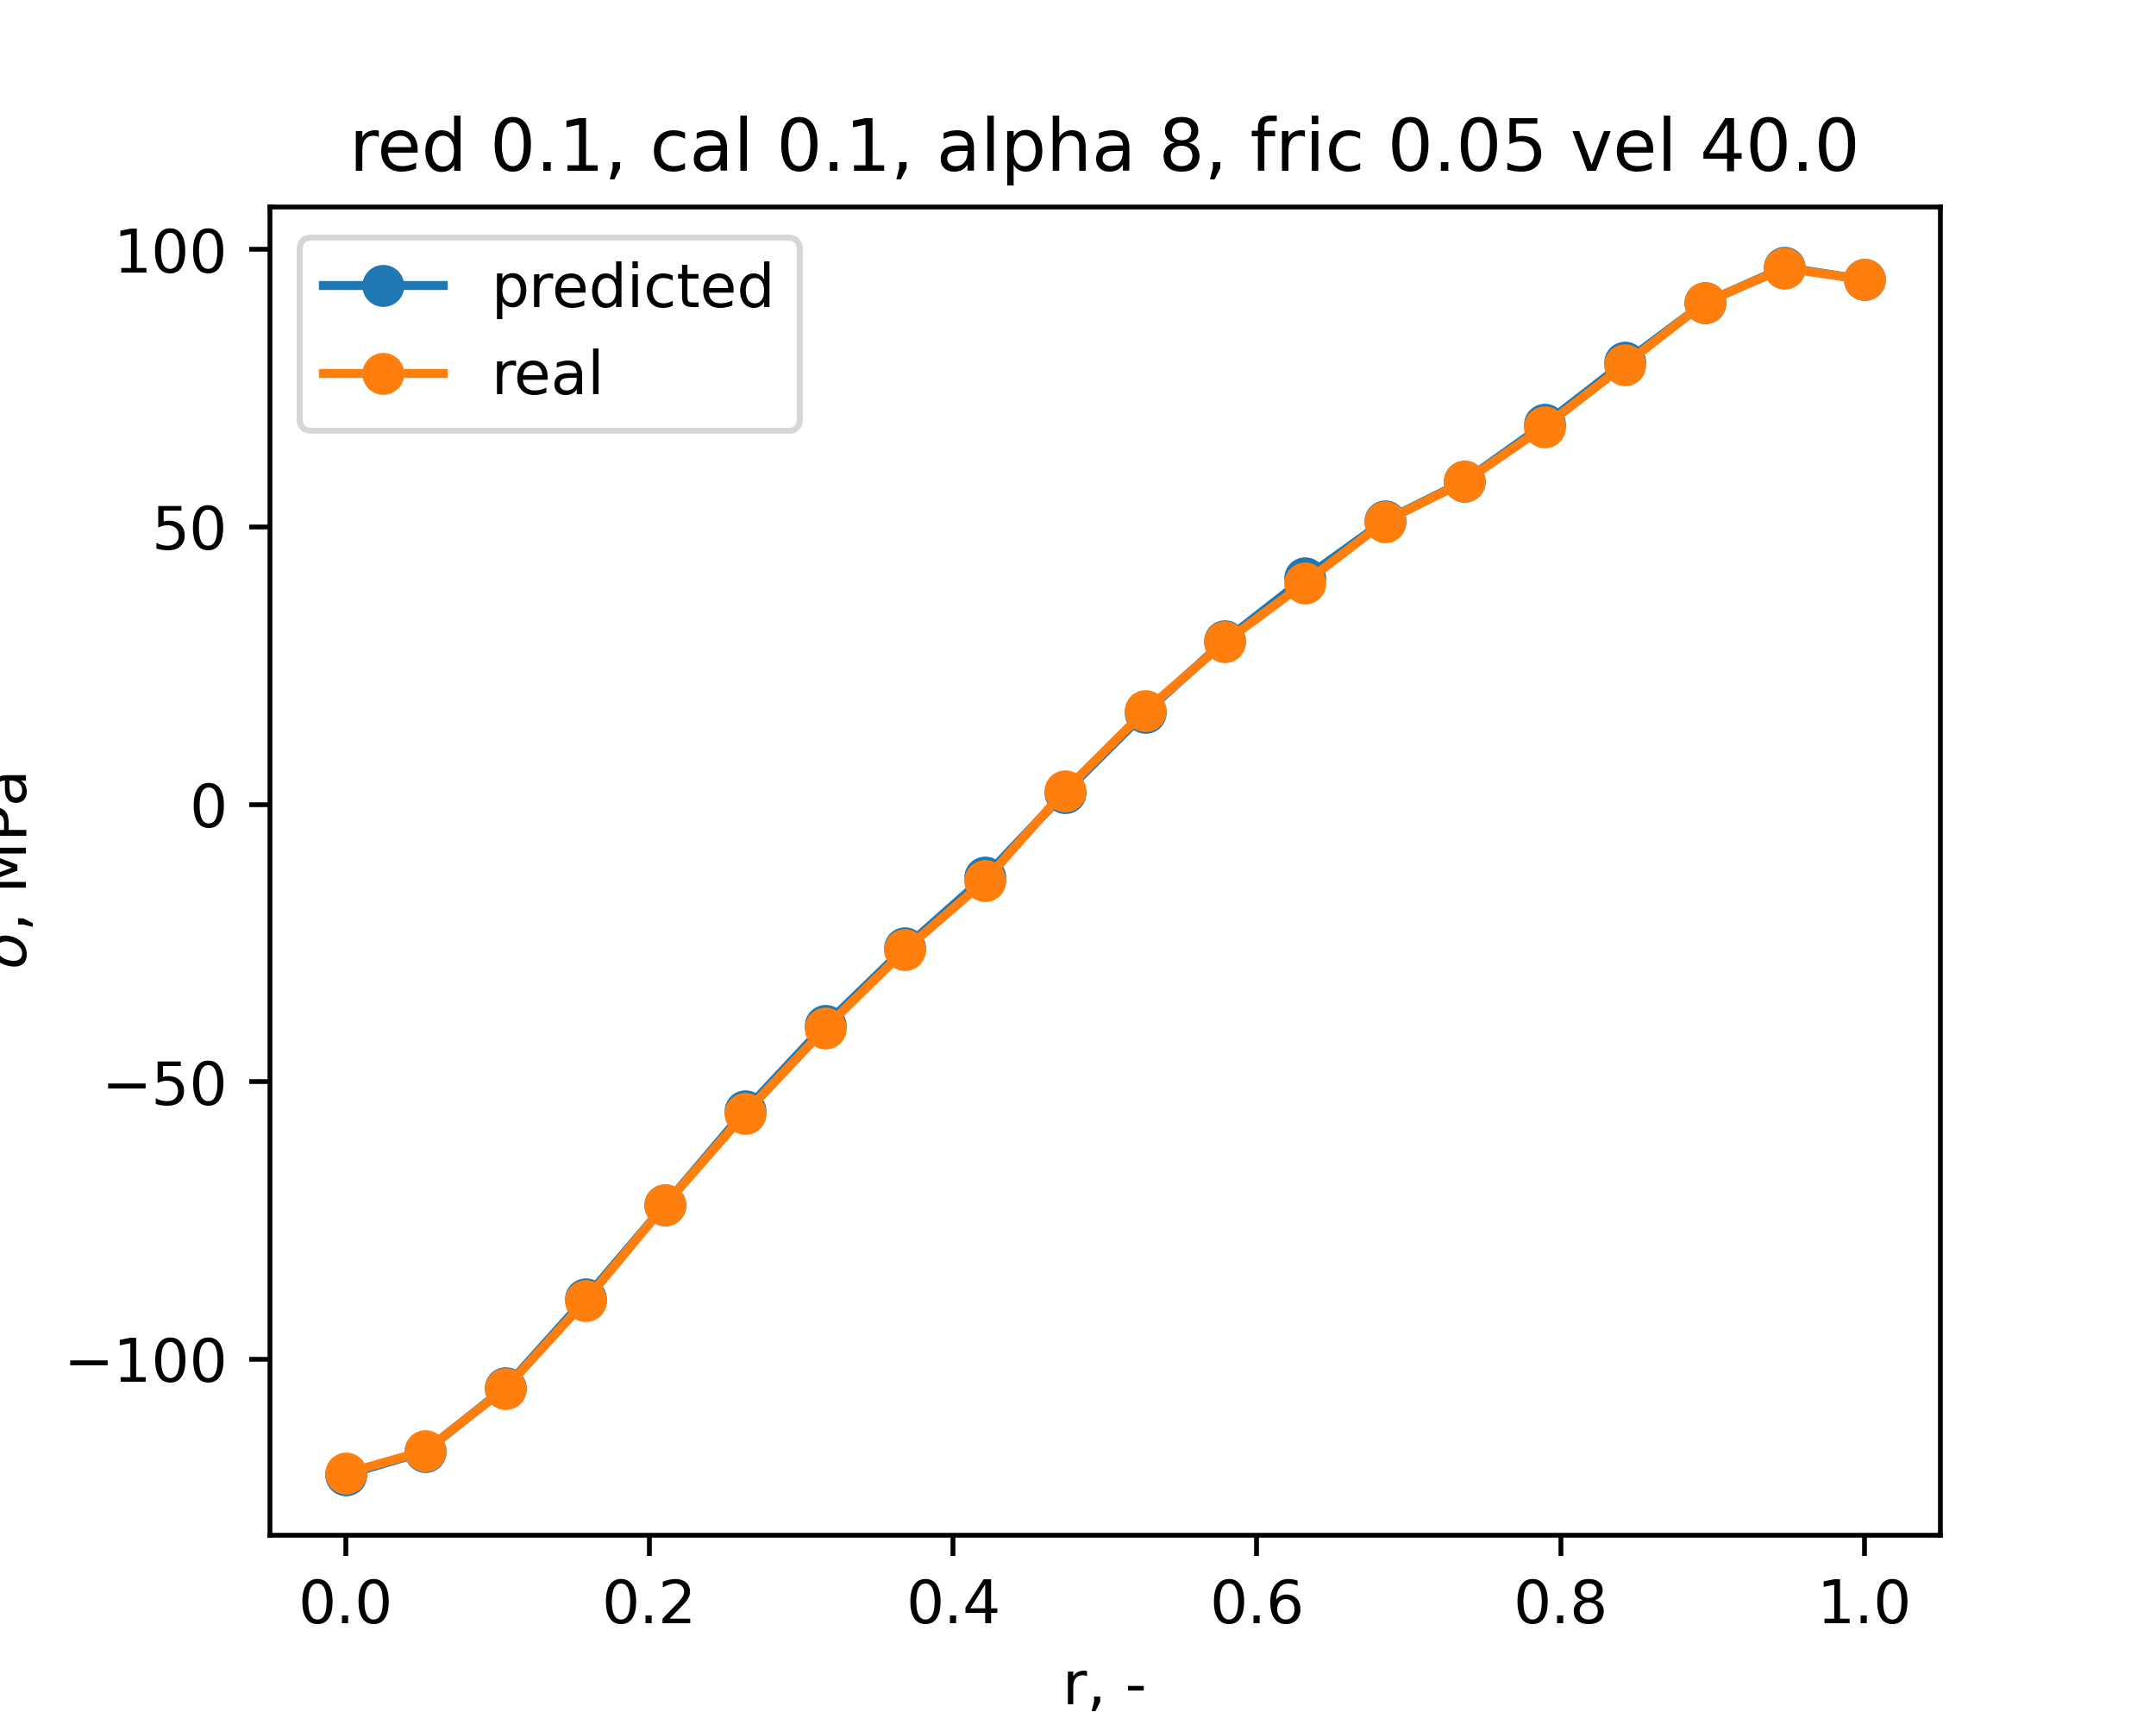 red 0.1, cal 0.1, alpha 8, fric 0.05 vel 40.0
predicted
real
100
50
0
−50
−100
σ, MPa
0.0 0.2 0.4 0.6 0.8 1.0
r, -